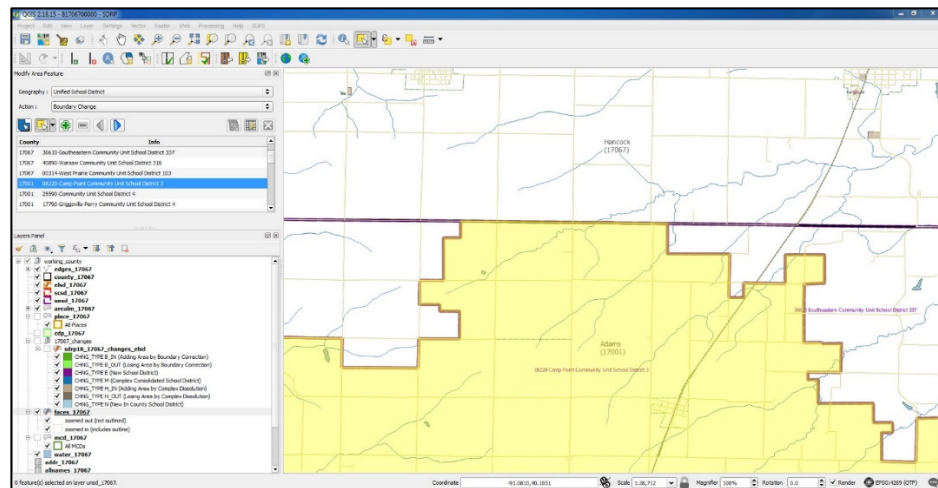 QGIS 2.18.15 - 81706700000 - SDRP
Project Edit View Layer Settings Vector Raster Web Processing Help SDRP
Modify Area Feature
Geography : Unified School District
Action : Boundary Change
County Info
17067 36610-Southeastern Community Unit School District 337
17067 40890-Warsaw Community Unit School District 316
17067 00314-West Prairie Community Unit School District 103
17001 08220-Camp Point Community Unit School District 3
17001 25990-Community Unit School District 4
17001 17790-Griggsville-Perry Community Unit School District 4
Layers Panel
working_county
edges_17067
county_17067
elsd_17067
scsd_17067
unsd_17067
arealm_17067
place_17067
All Places
cdp_17067
17067_changes
sdrp18_17067_changes_elsd
CHNG_TYPE B_IN (Adding Area by Boundary Correction)
CHNG_TYPE B_OUT (Losing Area by Boundary Correction)
CHNG_TYPE E (New School District)
CHNG_TYPE M (Complex Consolidated School District)
CHNG_TYPE M_IN (Adding Area by Complex Dissolution)
CHNG_TYPE M_OUT (Losing Area by Complex Dissolution)
CHNG_TYPE N (New In County School District)
faces_17067
zoomed out (not outlined)
zoomed in (includes outline)
mcd_17067
All MCDs
water_17067
addr_17067
allnames_17067
Hancock
(17067)
Southeastern Community Unit School District 337
Adams
(17001)
08220 Camp Point Community Unit School District 3
6 feature(s) selected on layer unsd_17067.
Coordinate -91.0810,40.1851 Scale 1:38,712 Magnifier 100% Rotation 0.0 Render EPSG:4269 (OTF)